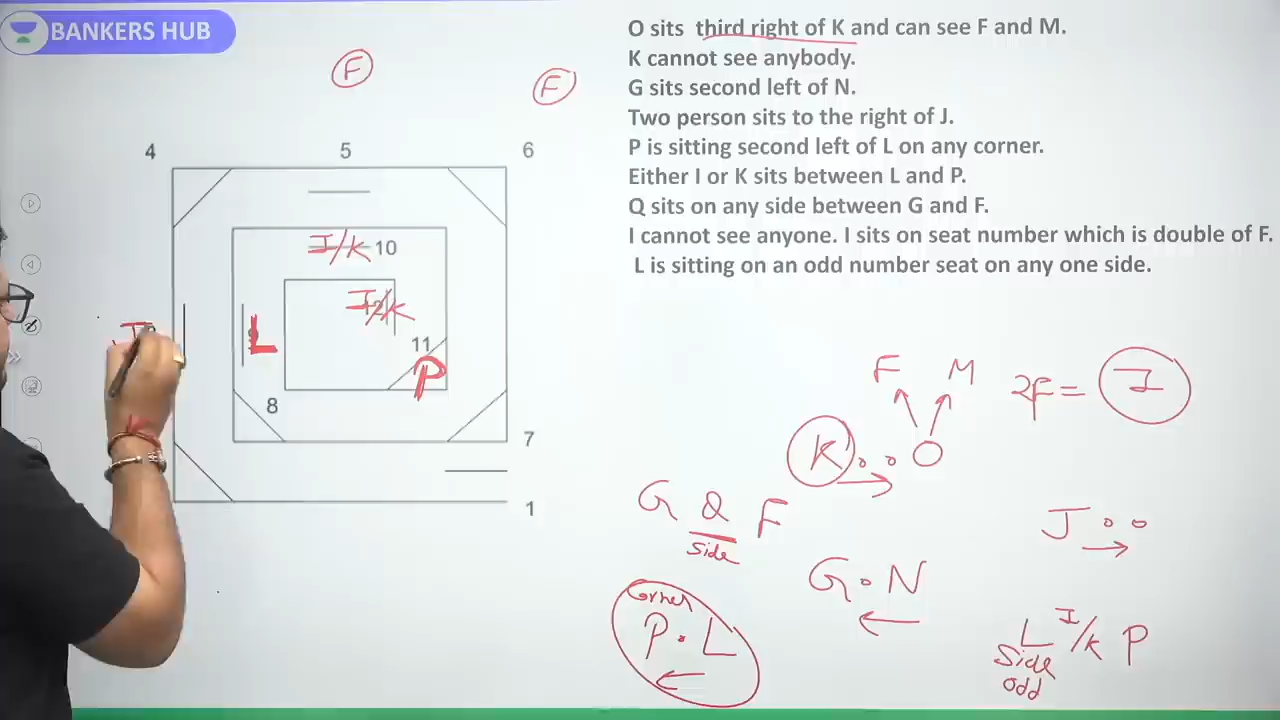 BANKERS HUB
O sits third right of K and can see F and M.
K cannot see anybody.
G sits second left of N.
Two person sits to the right of J.
P is sitting second left of L on any corner.
Either I or K sits between L and P.
Q sits on any side between G and F.
I cannot see anyone. I sits on seat number which is double of F.
L is sitting on an odd number seat on any one side.
F
F
4 5 6
I/K 10
I/K
L
11
P
8
7
1
F M
2F = I
K O
G Q F
side
J
G N
Corner
P L
L I/K P
Side
odd